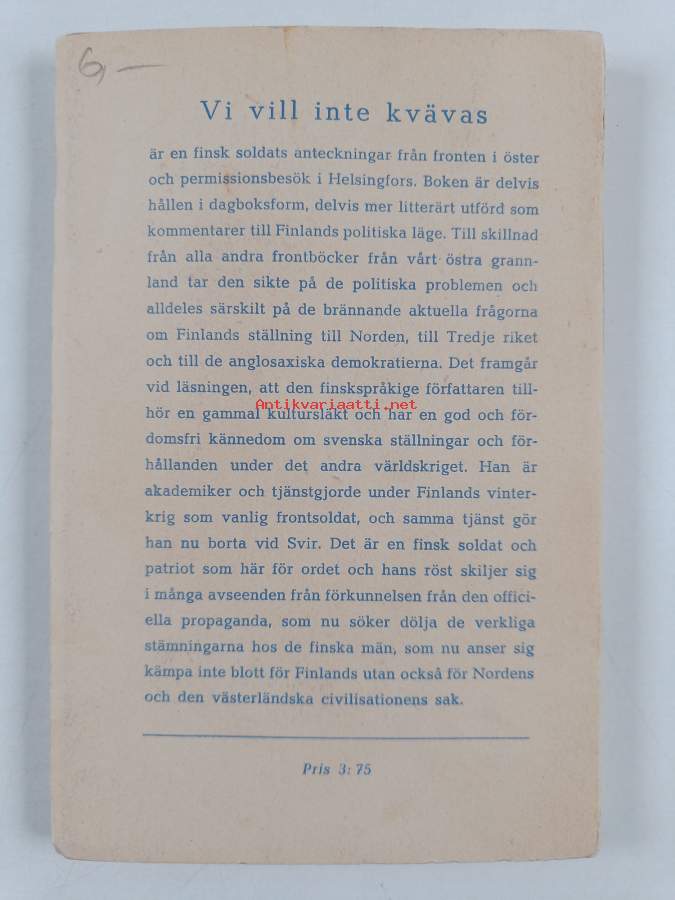 6,—
Vi vill inte kvävas
är en finsk soldats anteckningar från fronten i öster
och permissionsbesök i Helsingfors. Boken är delvis
hållen i dagboksform, delvis mer litterärt utförd som
kommentarer till Finlands politiska läge. Till skillnad
från alla andra frontböcker från vårt östra grann-
land tar den sikte på de politiska problemen och
alldeles särskilt på de brännande aktuella frågorna
om Finlands ställning till Norden, till Tredje riket
och till de anglosaxiska demokratierna. Det framgår
vid läsningen, att den finskspråkige författaren till-
Antikvariaatti.net
hör en gammal kultursläkt och har en god och för-
domsfri kännedom om svenska ställningar och för-
hållanden under det andra världskriget. Han är
akademiker och tjänstgjorde under Finlands vinter-
krig som vanlig frontsoldat, och samma tjänst gör
han nu borta vid Svir. Det är en finsk soldat och
patriot som här för ordet och hans röst skiljer sig
i många avseenden från förkunnelsen från den offici-
ella propaganda, som nu söker dölja de verkliga
stämningarna hos de finska män, som nu anser sig
kämpa inte blott för Finlands utan också för Nordens
och den västerländska civilisationens sak.
Pris 3: 75